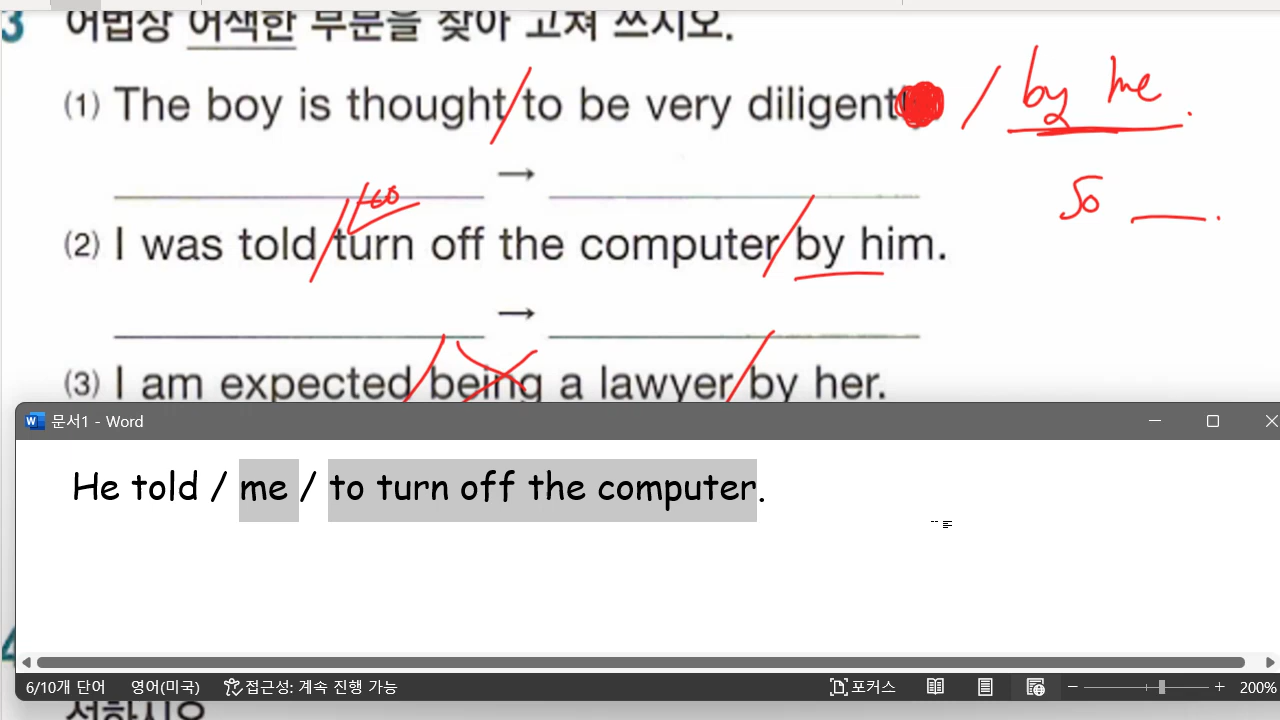 3 어법상 어색한 부분을 찾아 고쳐 쓰시오.
(1) The boy is thought / to be very diligent / by me.
→
so ___.
to
(2) I was told / turn off the computer / by him.
→
(3) I am expected / being a lawyer / by her.
문서1 - Word
He told / me / to turn off the computer.
4
6/10개 단어 영어(미국) 접근성: 계속 진행 가능 포커스 200%